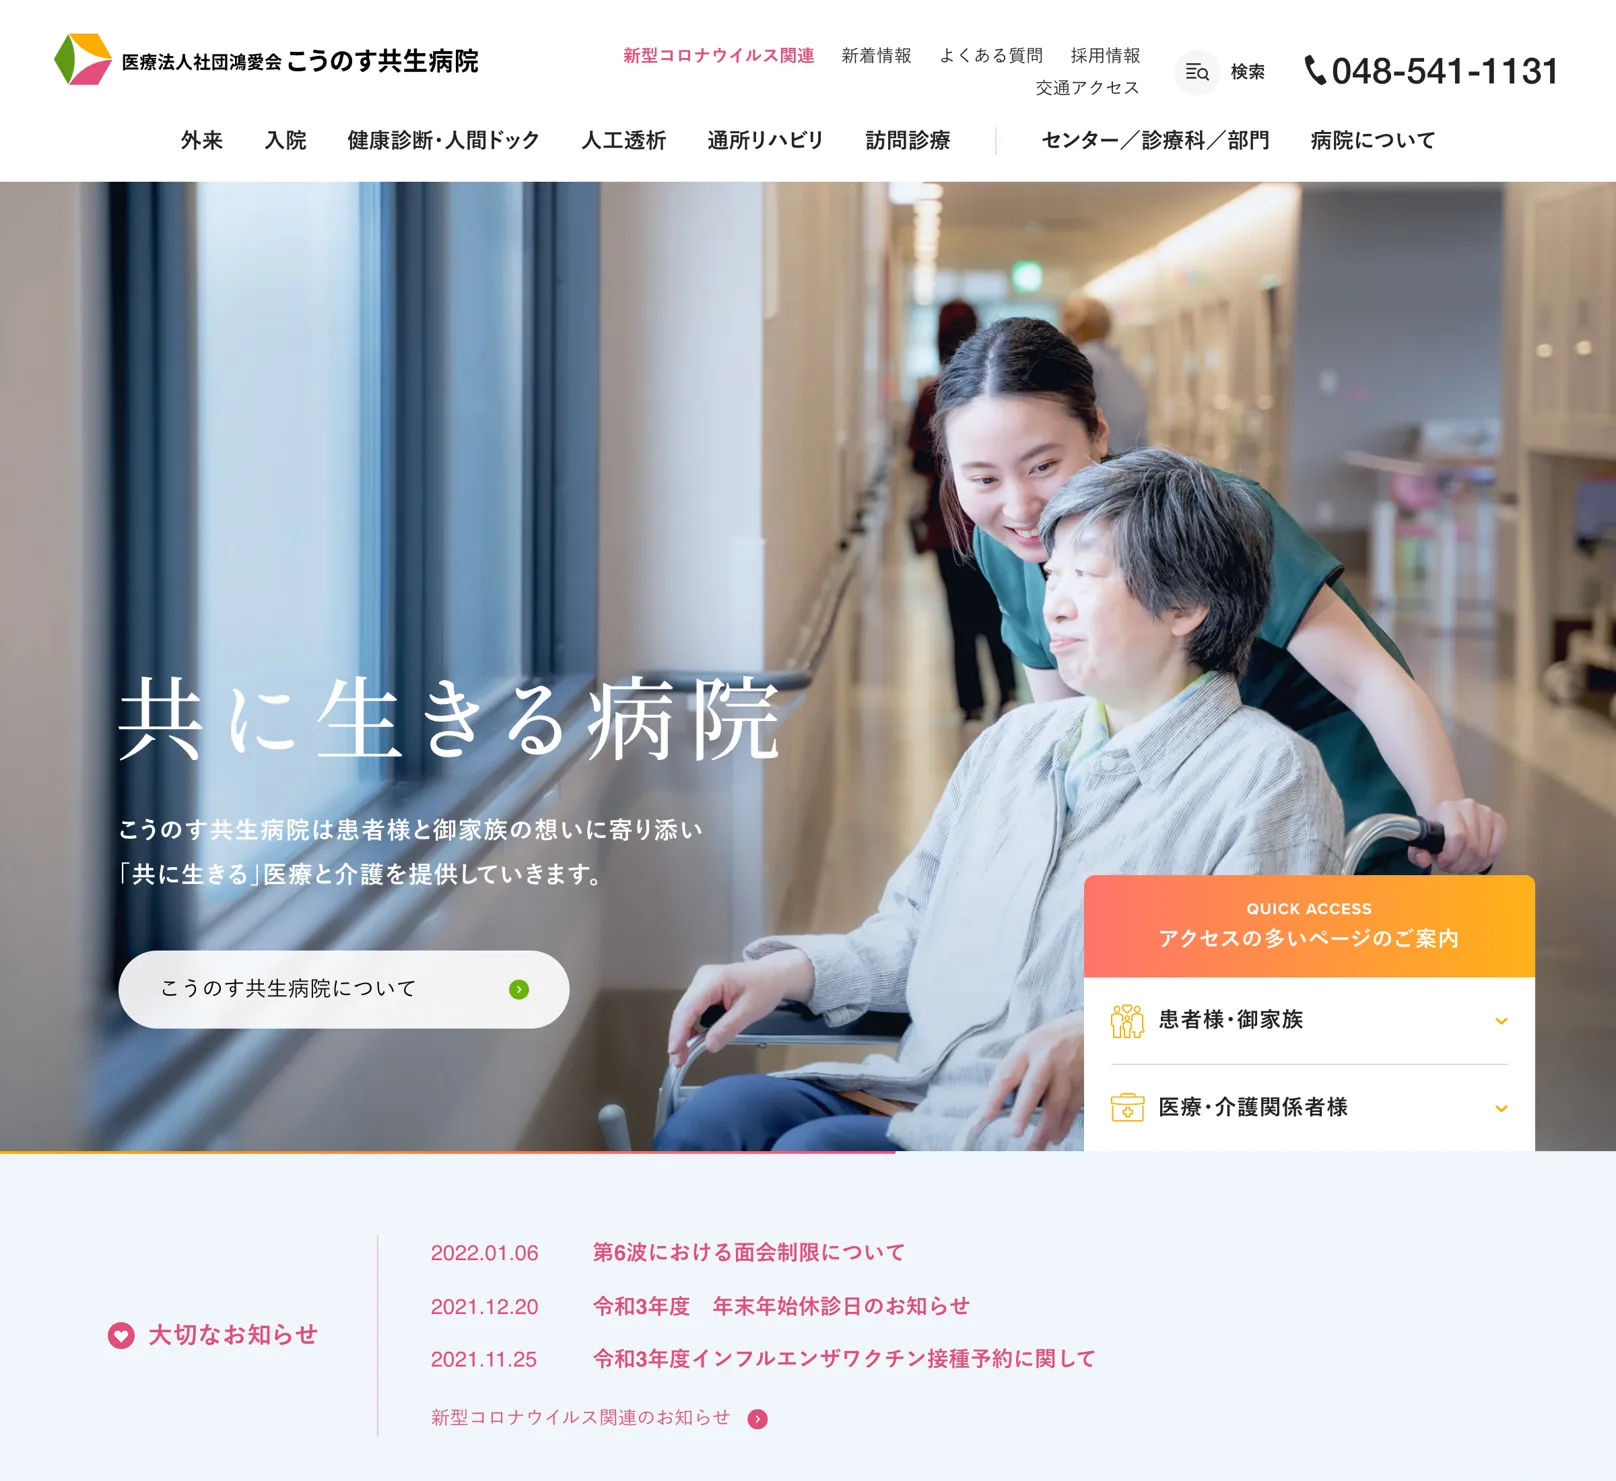 医療法人社団鴻愛会 こうのす共生病院
新型コロナウイルス関連 新着情報 よくある質問 採用情報
交通アクセス
検索
048-541-1131
外来 入院 健康診断・人間ドック 人工透析 通所リハビリ 訪問診療 センター／診療科／部門 病院について
共に生きる病院
こうのす共生病院は患者様と御家族の想いに寄り添い
「共に生きる」医療と介護を提供していきます。
こうのす共生病院について
QUICK ACCESS
アクセスの多いページのご案内
患者様・御家族
医療・介護関係者様
大切なお知らせ
2022.01.06 第6波における面会制限について
2021.12.20 令和3年度　年末年始休診日のお知らせ
2021.11.25 令和3年度インフルエンザワクチン接種予約に関して
新型コロナウイルス関連のお知らせ